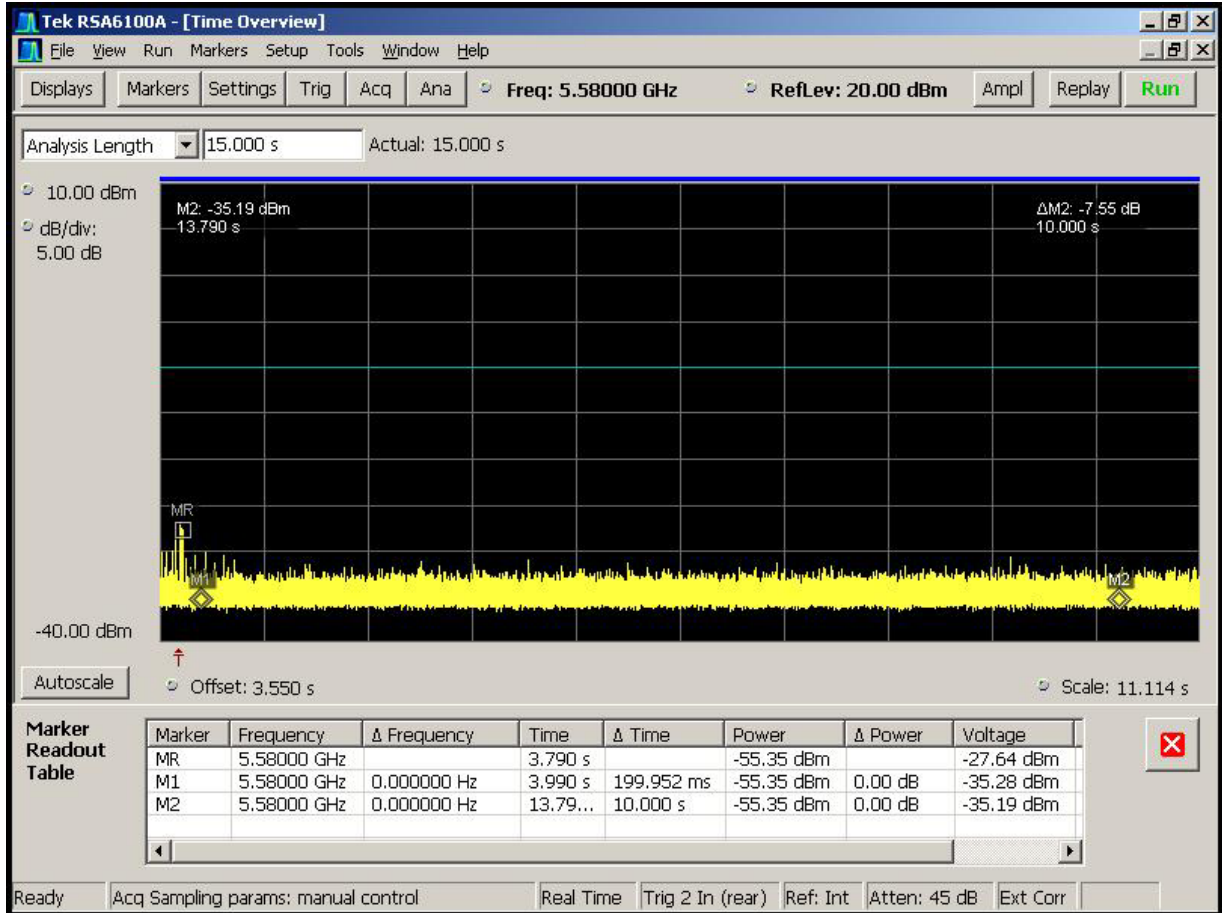 Tek RSA6100A - [Time Overview]
File View Run Markers Setup Tools Window Help
Displays Markers Settings Trig Acq Ana Freq: 5.58000 GHz RefLev: 20.00 dBm Ampl Replay Run
Analysis Length 15.000 s Actual: 15.000 s
10.00 dBm
dB/div:
5.00 dB
M2: -35.19 dBm
13.790 s
ΔM2: -7.55 dB
10.000 s
MR
M1
M2
-40.00 dBm
Autoscale Offset: 3.550 s Scale: 11.114 s
Marker
Readout
Table
Marker Frequency Δ Frequency Time Δ Time Power Δ Power Voltage
MR 5.58000 GHz 3.790 s -55.35 dBm -27.64 dBm
M1 5.58000 GHz 0.000000 Hz 3.990 s 199.952 ms -55.35 dBm 0.00 dB -35.28 dBm
M2 5.58000 GHz 0.000000 Hz 13.79... 10.000 s -55.35 dBm 0.00 dB -35.19 dBm
Ready Acq Sampling params: manual control Real Time Trig 2 In (rear) Ref: Int Atten: 45 dB Ext Corr